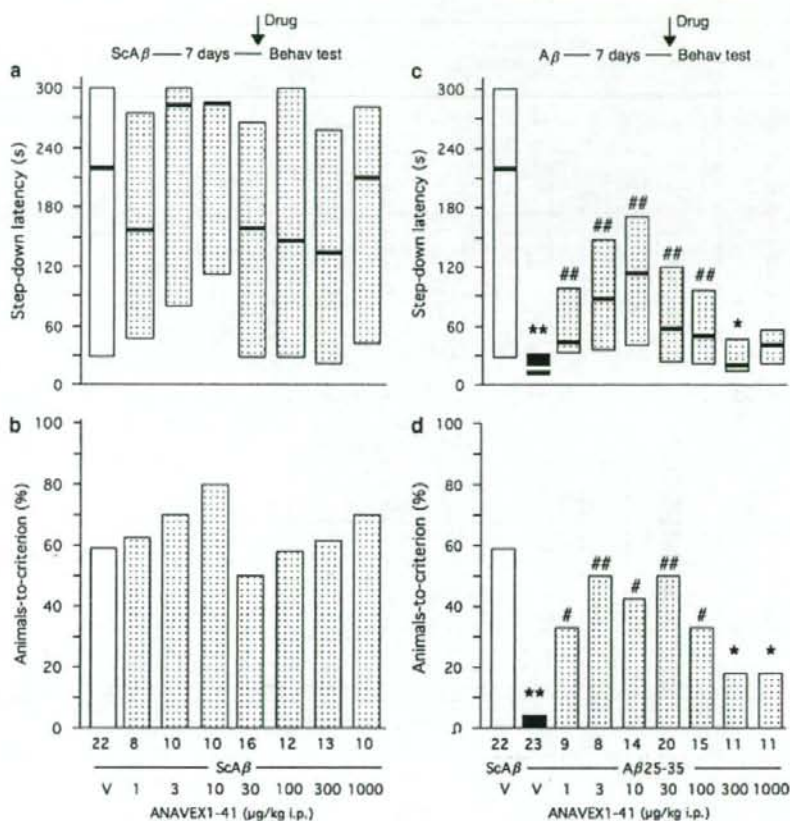 Drug
ScAβ — 7 days — Behav test
a
Step-down latency (s)
300
240
180
120
60
0
b
Animals-to-criterion (%)
100
80
60
40
20
0
22 8 10 10 16 12 13 10
ScAβ
V 1 3 10 30 100 300 1000
ANAVEX1-41 (μg/kg i.p.)
Drug
Aβ — 7 days — Behav test
c
Step-down latency (s)
300
240
180
120
60
0
** ## ## ## ## ## *
d
Animals-to-criterion (%)
100
80
60
40
20
0
** # ## # ## # * *
22 23 9 8 14 20 15 11 11
ScAβ Aβ25-35
V V 1 3 10 30 100 300 1000
ANAVEX1-41 (μg/kg i.p.)